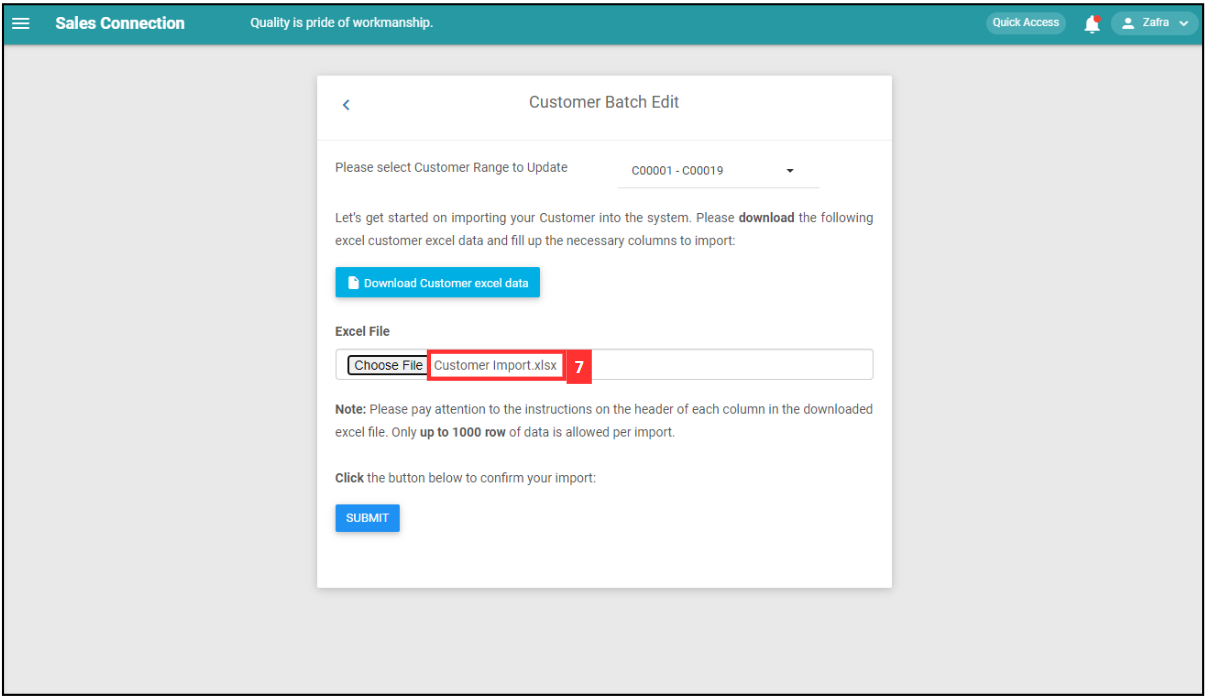 Sales Connection Quality is pride of workmanship. Quick Access Zafra
Customer Batch Edit
Please select Customer Range to Update C00001 - C00019
Let's get started on importing your Customer into the system. Please download the following
excel customer excel data and fill up the necessary columns to import:
Download Customer excel data
Excel File
Choose File Customer Import.xlsx 7
Note: Please pay attention to the instructions on the header of each column in the downloaded
excel file. Only up to 1000 row of data is allowed per import.
Click the button below to confirm your import:
SUBMIT